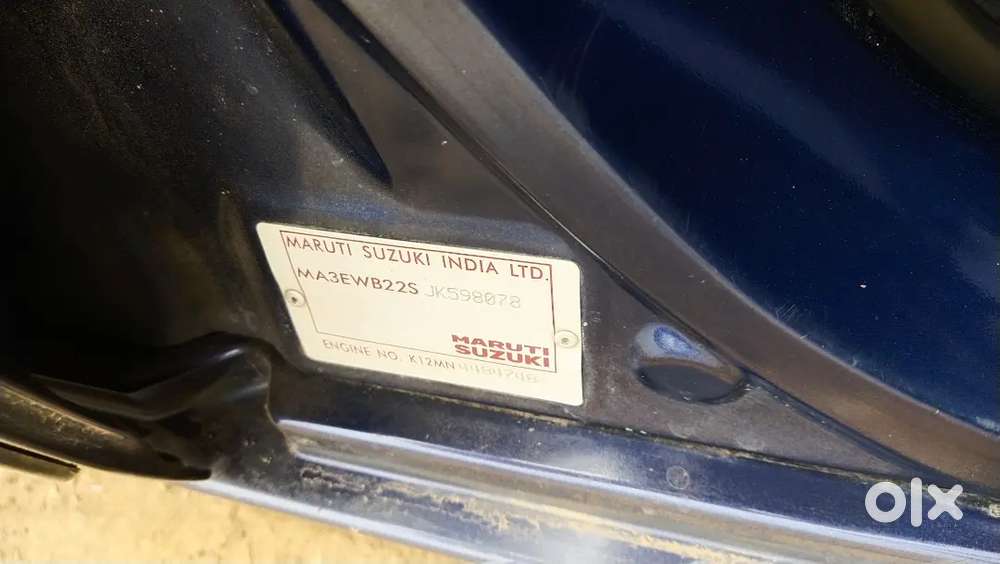 MARUTI SUZUKI INDIA LTD.
MA3EWB22S JK598078
MARUTI
SUZUKI
ENGINE NO. K12MN
olx